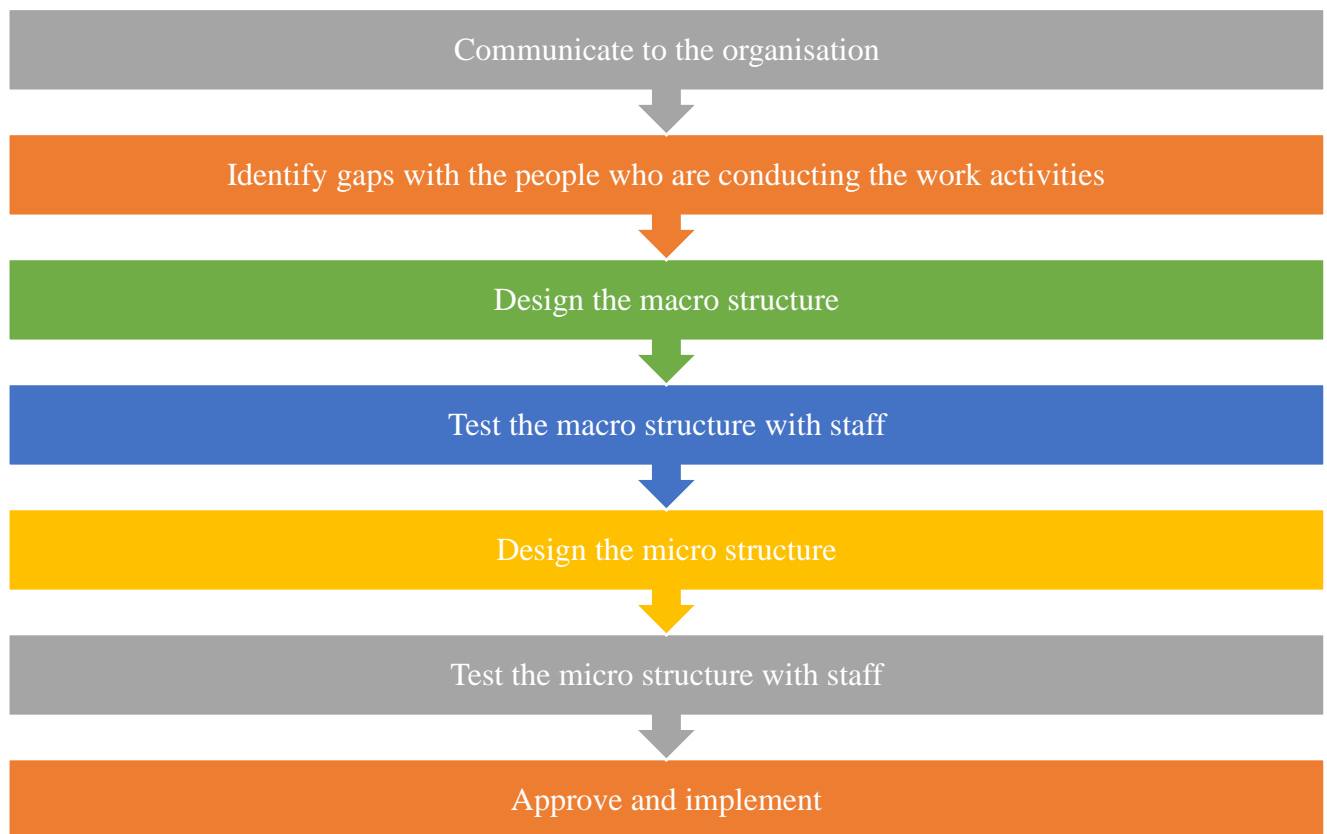 Communicate to the organisation
Identify gaps with the people who are conducting the work activities
Design the macro structure
Test the macro structure with staff
Design the micro structure
Test the micro structure with staff
Approve and implement